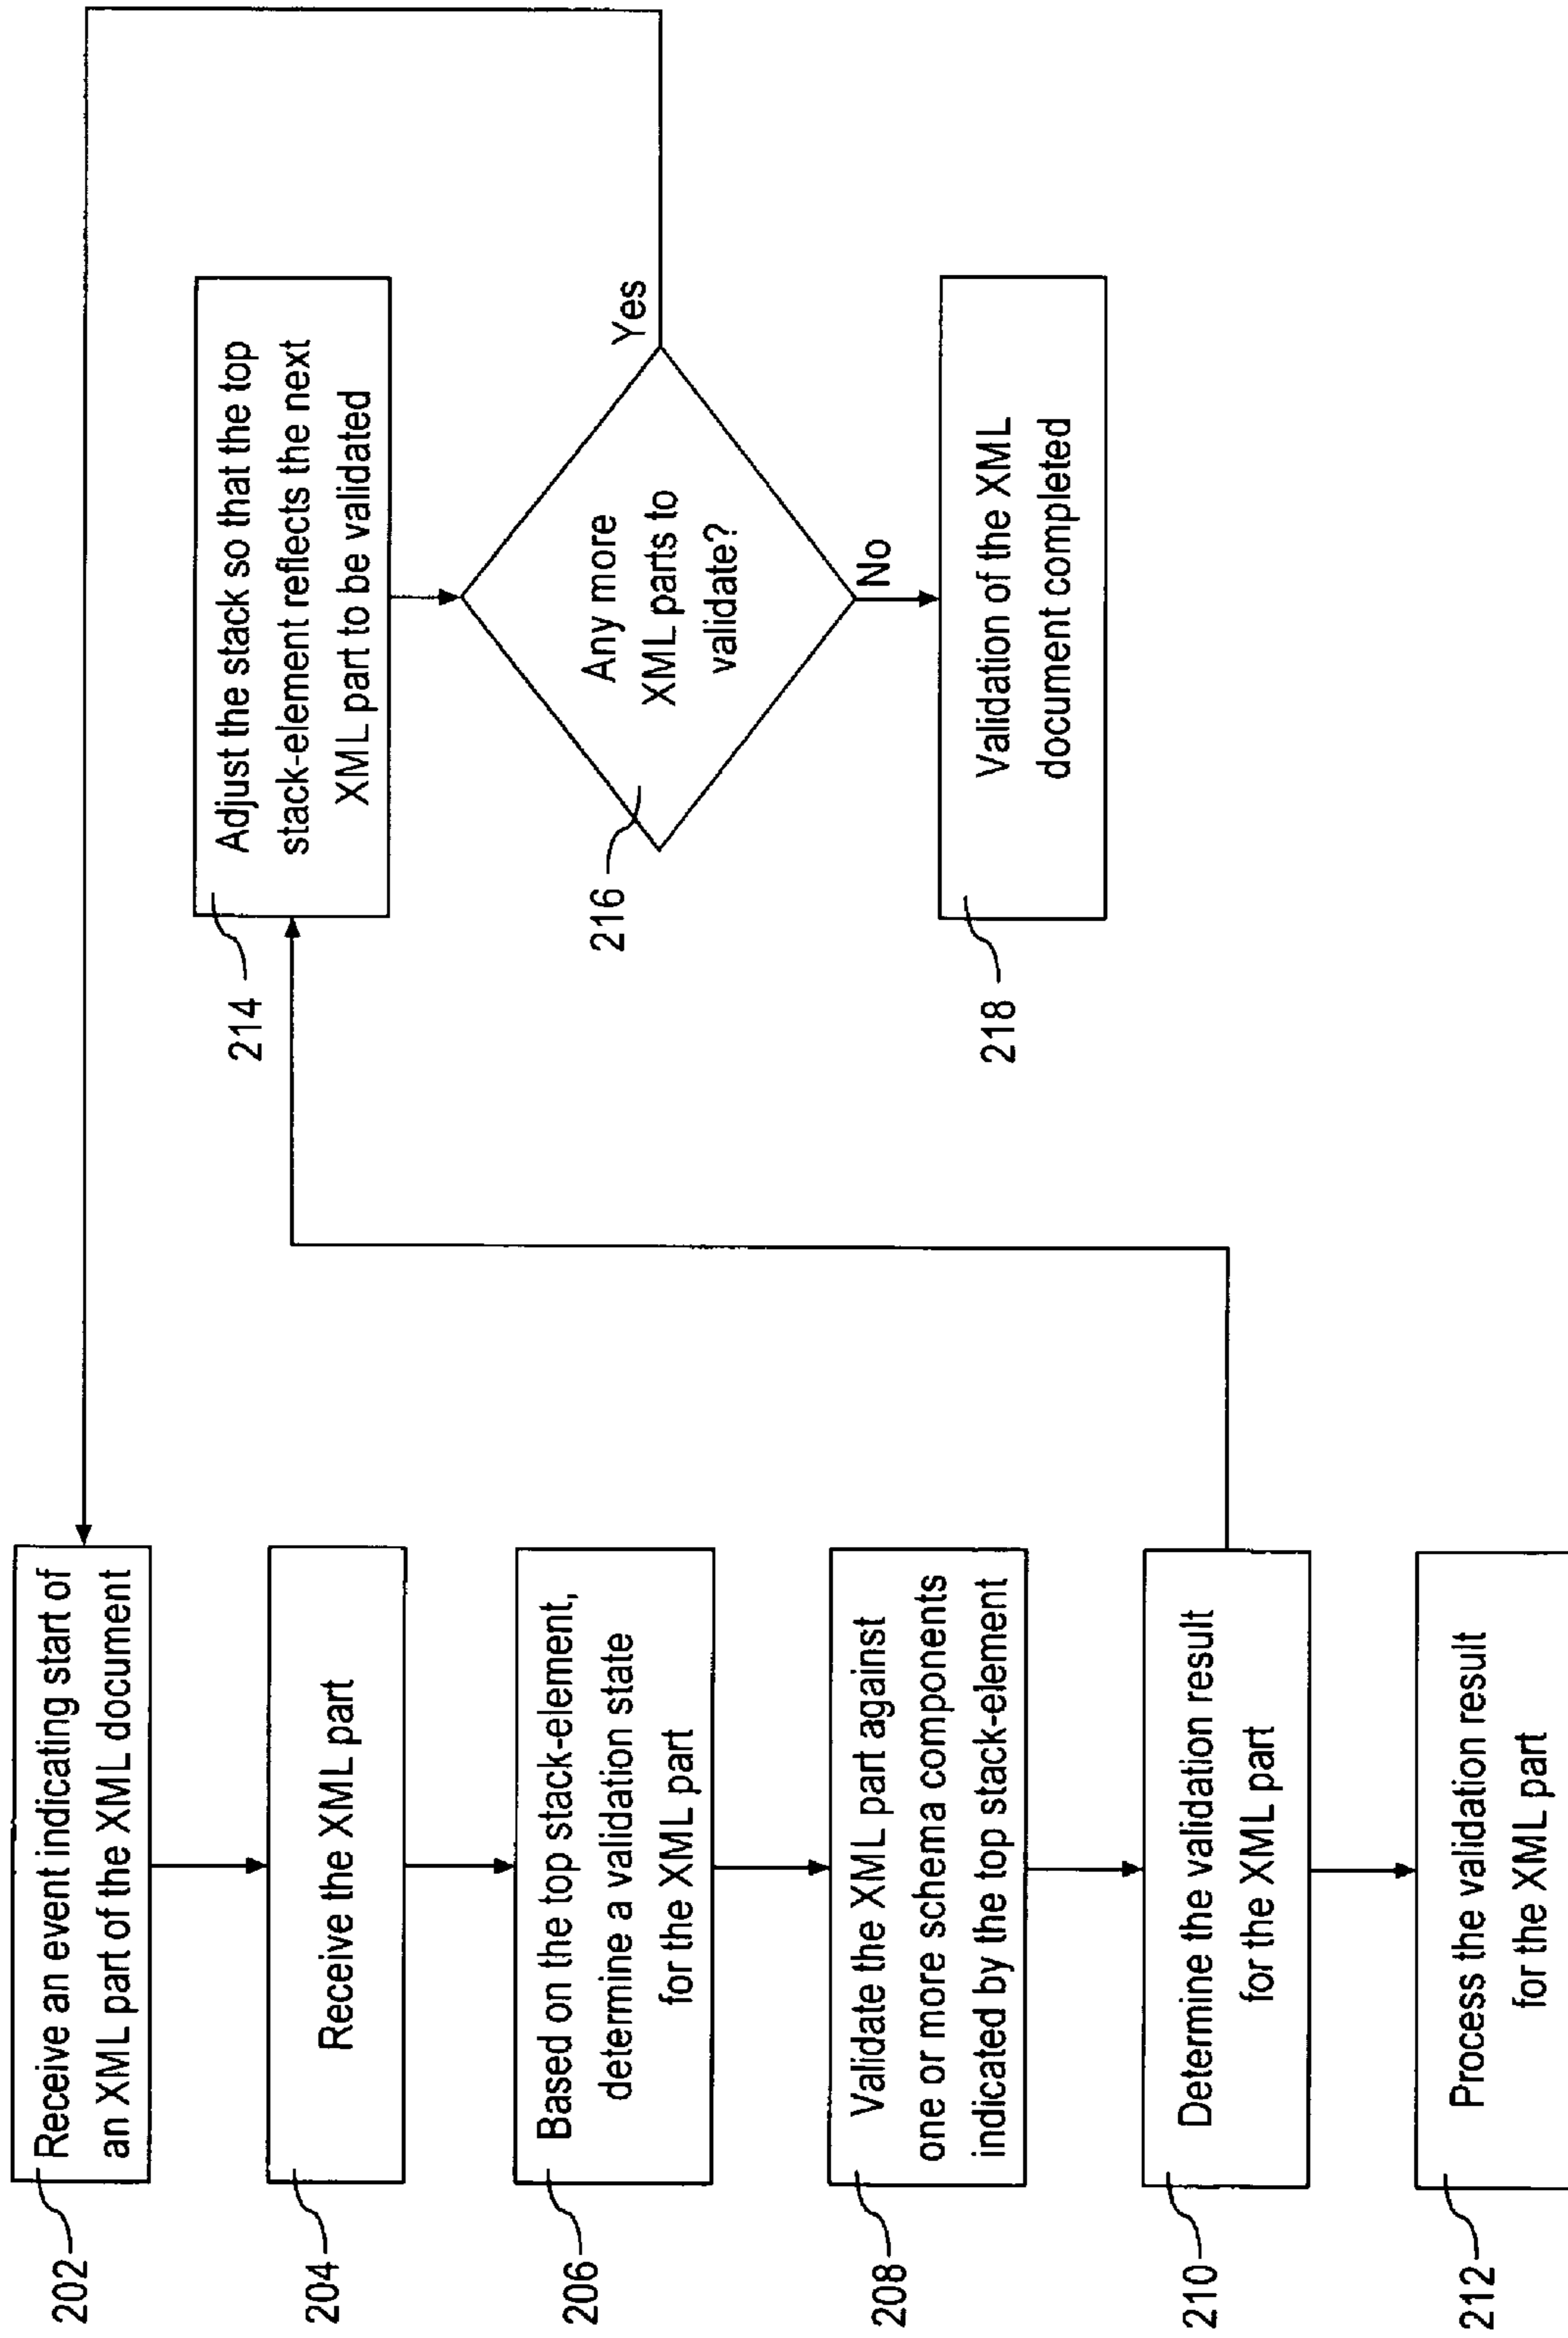 202
Receive an event indicating start of
an XML part of the XML document
204
Receive the XML part
206
Based on the top stack-element,
determine a validation state
for the XML part
208
Validate the XML part against
one or more schema components
indicated by the top stack-element
210
Determine the validation result
for the XML part
212
Process the validation result
for the XML part
214
Adjust the stack so that the top
stack-element reflects the next
XML part to be validated
216
Any more
XML parts to
validate?
Yes
No
218
Validation of the XML
document completed